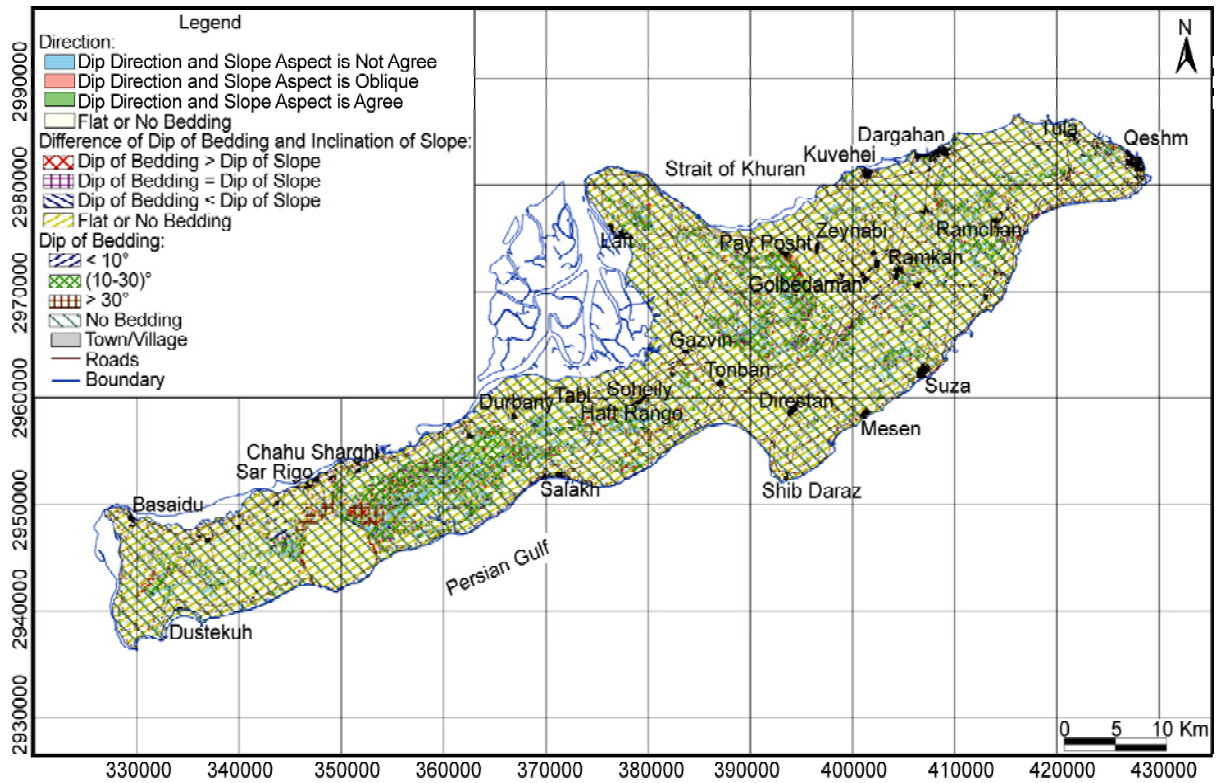 Legend
Direction:
Dip Direction and Slope Aspect is Not Agree
Dip Direction and Slope Aspect is Oblique
Dip Direction and Slope Aspect is Agree
Flat or No Bedding
Difference of Dip of Bedding and Inclination of Slope:
Dip of Bedding > Dip of Slope
Dip of Bedding = Dip of Slope
Dip of Bedding < Dip of Slope
Flat or No Bedding
Dip of Bedding:
< 10°
(10-30)°
> 30°
No Bedding
Town/Village
Roads
Boundary
N
Tula
Qeshm
Dargahan
Kuvehei
Strait of Khuran
Laft
Pay Posht
Zeynabi
Ramchan
Ramkan
Golbedaman
Gazvin
Tonban
Suza
Direstan
Mesen
Shib Daraz
Durbany
Tabl
Soheily
Haft Rango
Chahu Sharghi
Sar Rigo
Salakh
Basaidu
Persian Gulf
Dustekuh
0 5 10 Km
2990000
2980000
2970000
2960000
2950000
2940000
2930000
330000 340000 350000 360000 370000 380000 390000 400000 410000 420000 430000